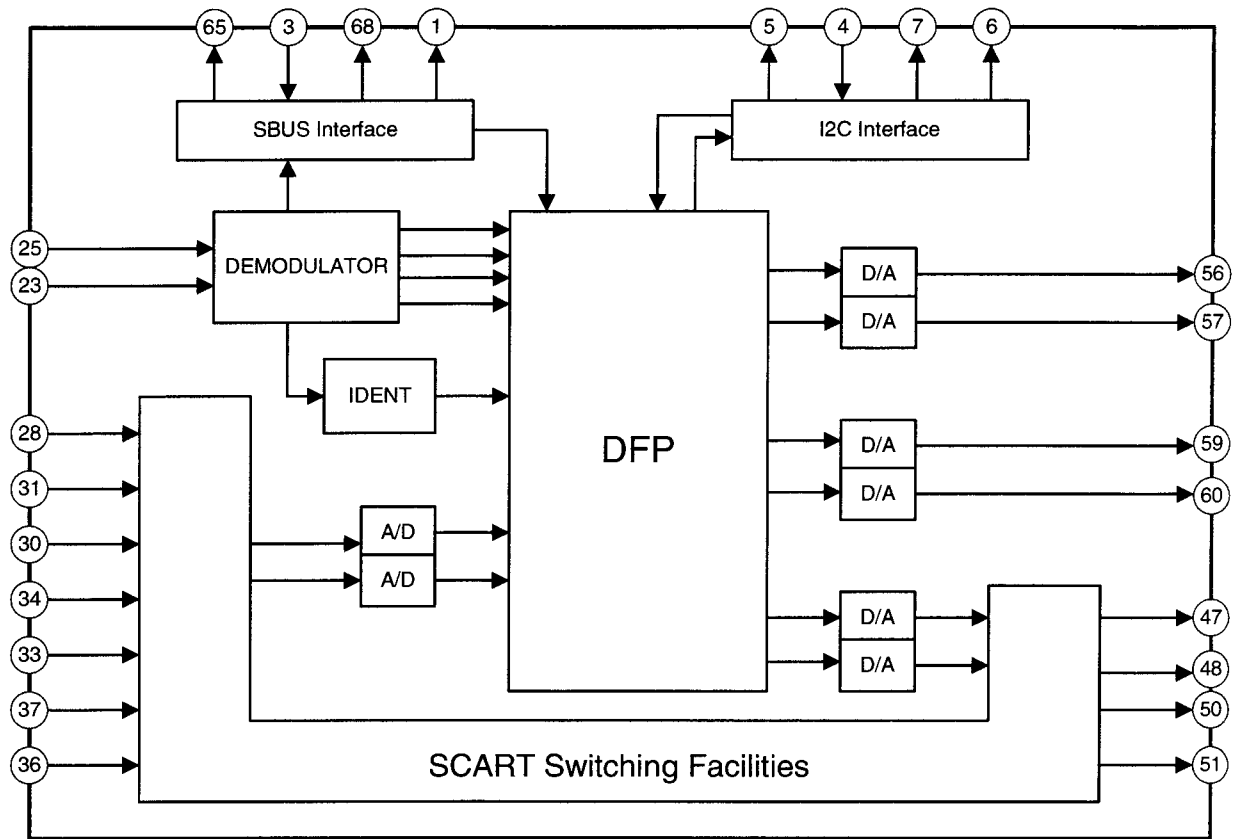 65 3 68 1 5 4 7 6
SBUS Interface
I2C Interface
25
DEMODULATOR
23
D/A
56
D/A
57
IDENT
28
DFP
D/A
59
31
D/A
60
30
A/D
A/D
34
D/A
47
33
D/A
48
37
50
36
SCART Switching Facilities
51